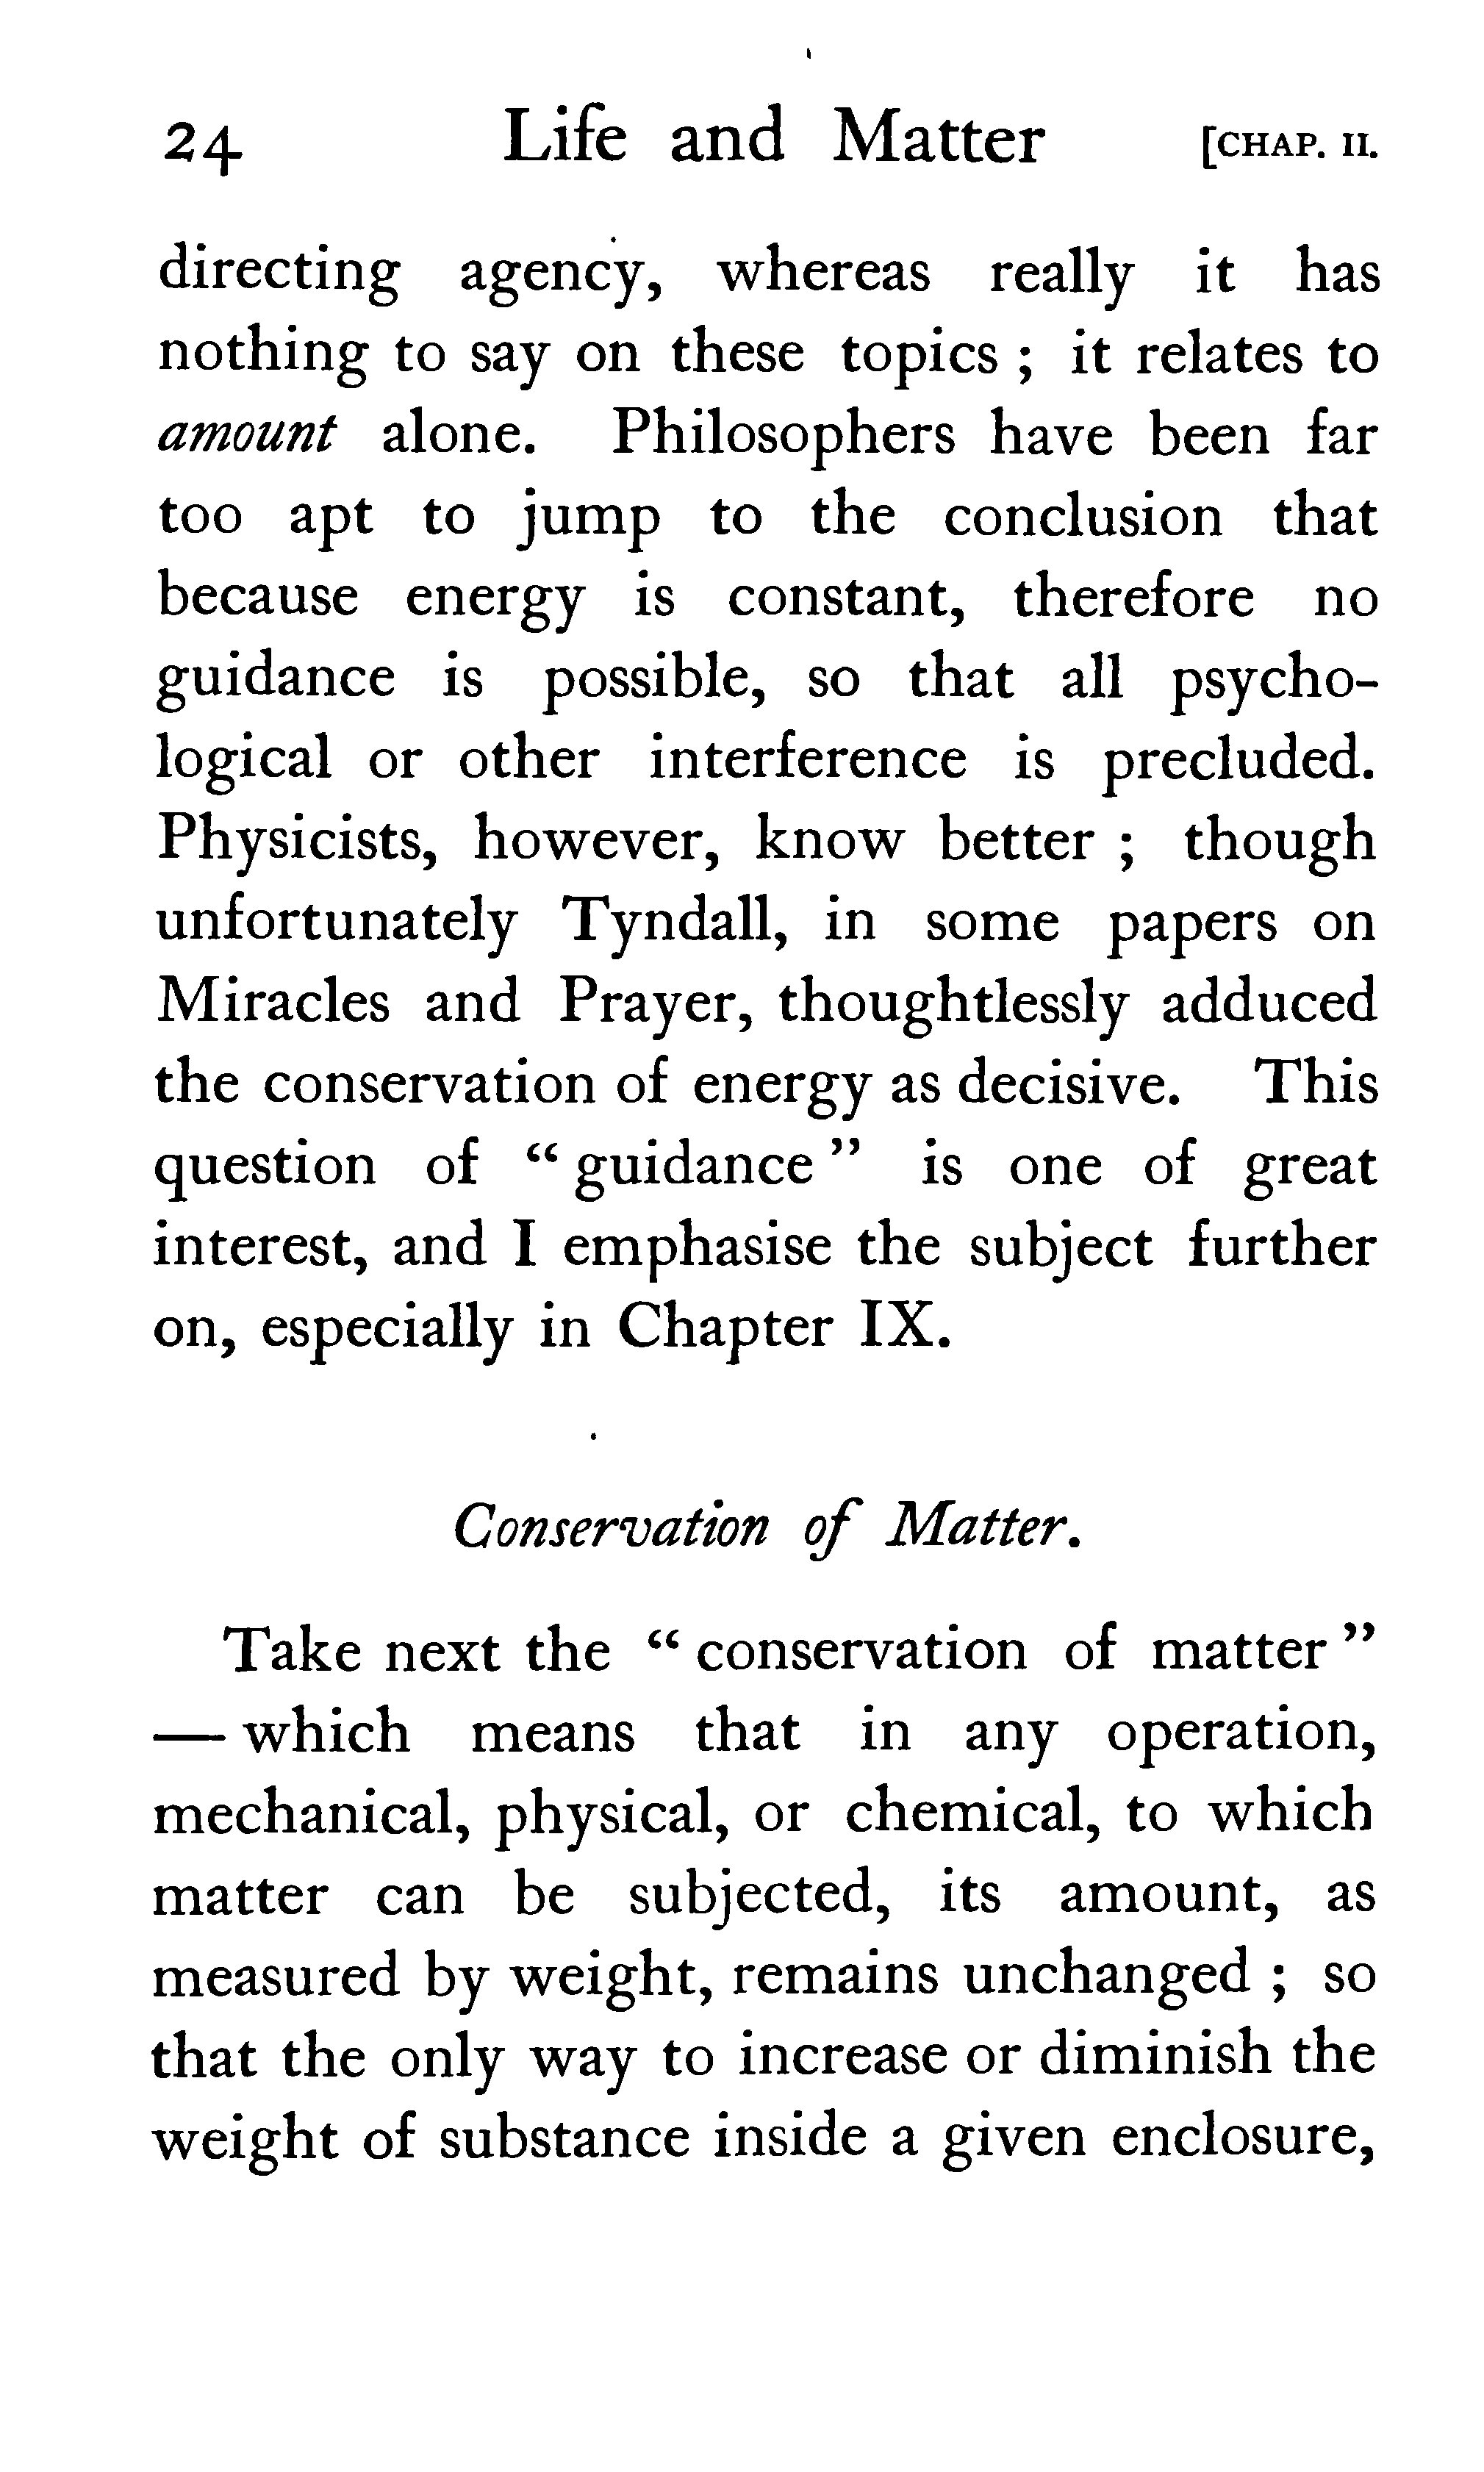 24 Life and Matter [CHAP. II.
directing agency, whereas really it has
nothing to say on these topics ; it relates to
amount alone. Philosophers have been far
too apt to jump to the conclusion that
because energy is constant, therefore no
guidance is possible, so that all psycho-
logical or other interference is precluded.
Physicists, however, know better ; though
unfortunately Tyndall, in some papers on
Miracles and Prayer, thoughtlessly adduced
the conservation of energy as decisive. This
question of “ guidance ” is one of great
interest, and I emphasise the subject further
on, especially in Chapter IX.
Conservation of Matter.
Take next the “ conservation of matter ”
— which means that in any operation,
mechanical, physical, or chemical, to which
matter can be subjected, its amount, as
measured by weight, remains unchanged ; so
that the only way to increase or diminish the
weight of substance inside a given enclosure,